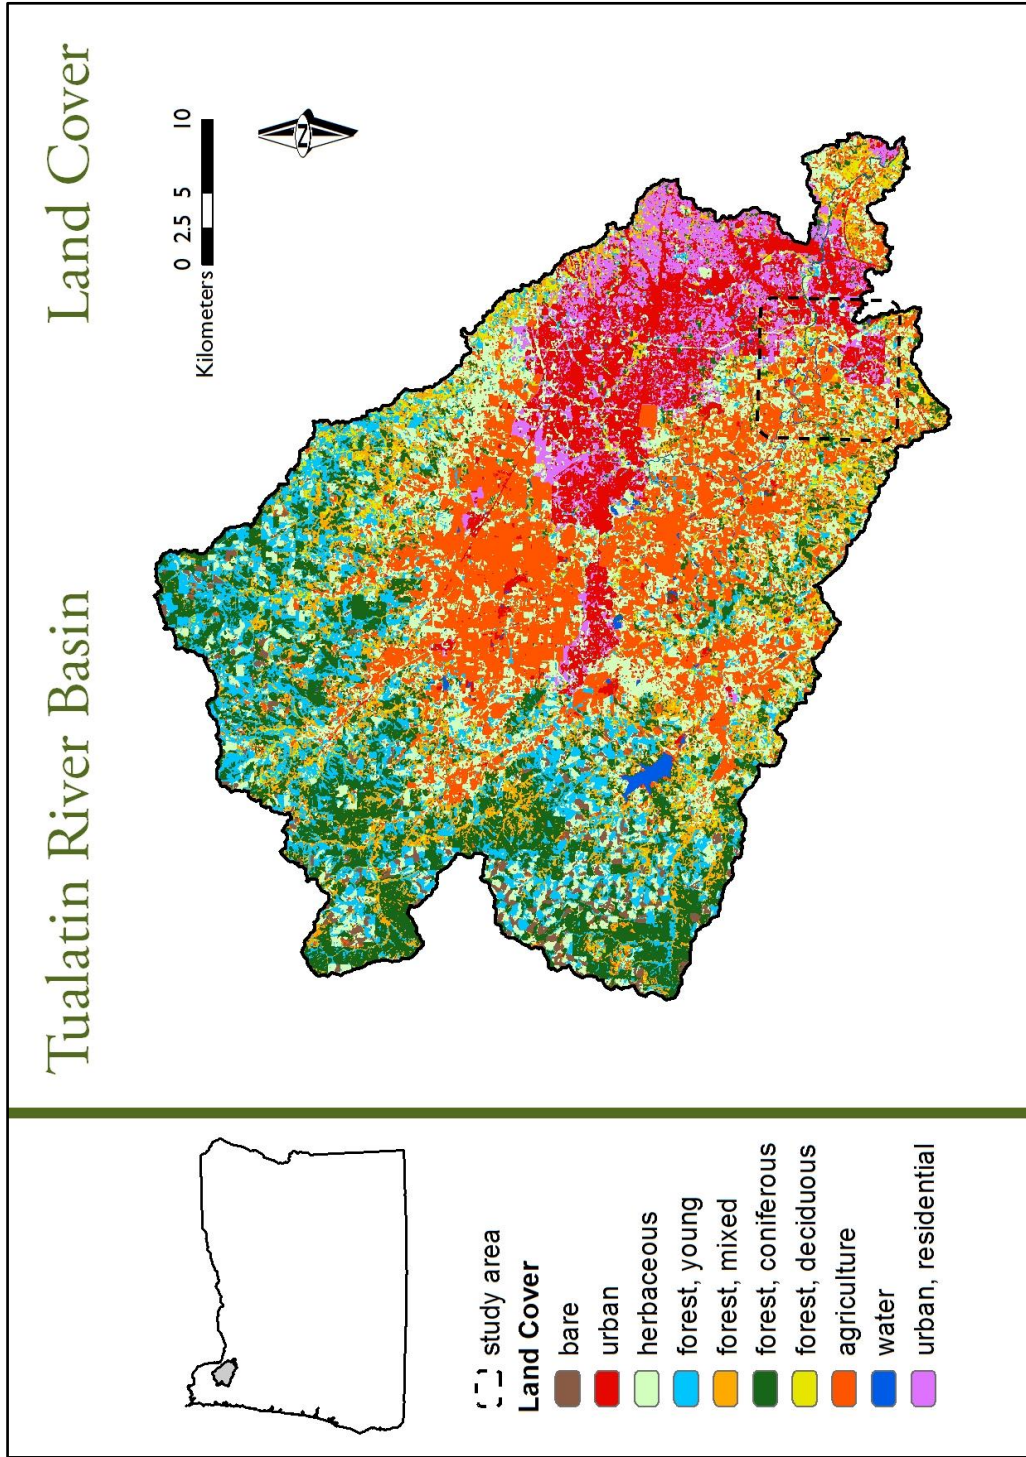 Tualatin River Basin
Land Cover
0 2.5 5 10
Kilometers
N
study area
Land Cover
bare
urban
herbaceous
forest, young
forest, mixed
forest, coniferous
forest, deciduous
agriculture
water
urban, residential